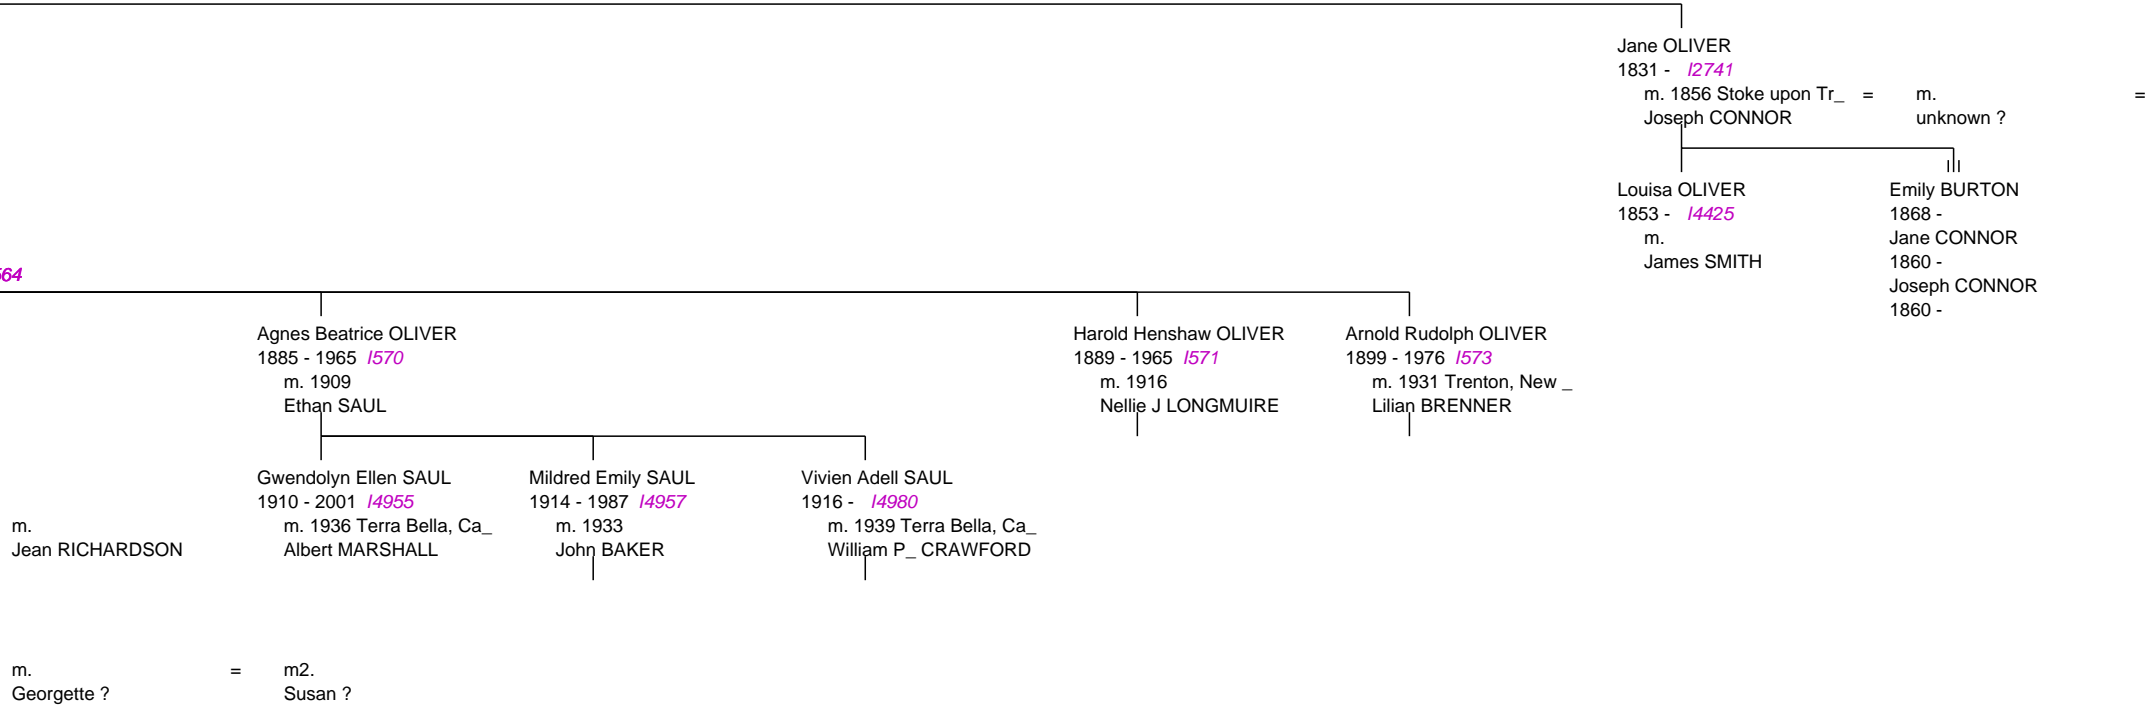 Jane OLIVER
1831 - I2741
m. 1856 Stoke upon Tr_ = m. =
Joseph CONNOR unknown ?
Louisa OLIVER Emily BURTON
1853 - I4425 1868 -
m. Jane CONNOR
James SMITH 1860 -
64 Joseph CONNOR
1860 -
Agnes Beatrice OLIVER Harold Henshaw OLIVER Arnold Rudolph OLIVER
1885 - 1965 I570 1889 - 1965 I571 1899 - 1976 I573
m. 1909 m. 1916 m. 1931 Trenton, New _
Ethan SAUL Nellie J LONGMUIRE Lilian BRENNER
Gwendolyn Ellen SAUL Mildred Emily SAUL Vivien Adell SAUL
1910 - 2001 I4955 1914 - 1987 I4957 1916 - I4980
m. m. 1936 Terra Bella, Ca_ m. 1933 m. 1939 Terra Bella, Ca_
Jean RICHARDSON Albert MARSHALL John BAKER William P_ CRAWFORD
m. = m2.
Georgette ? Susan ?